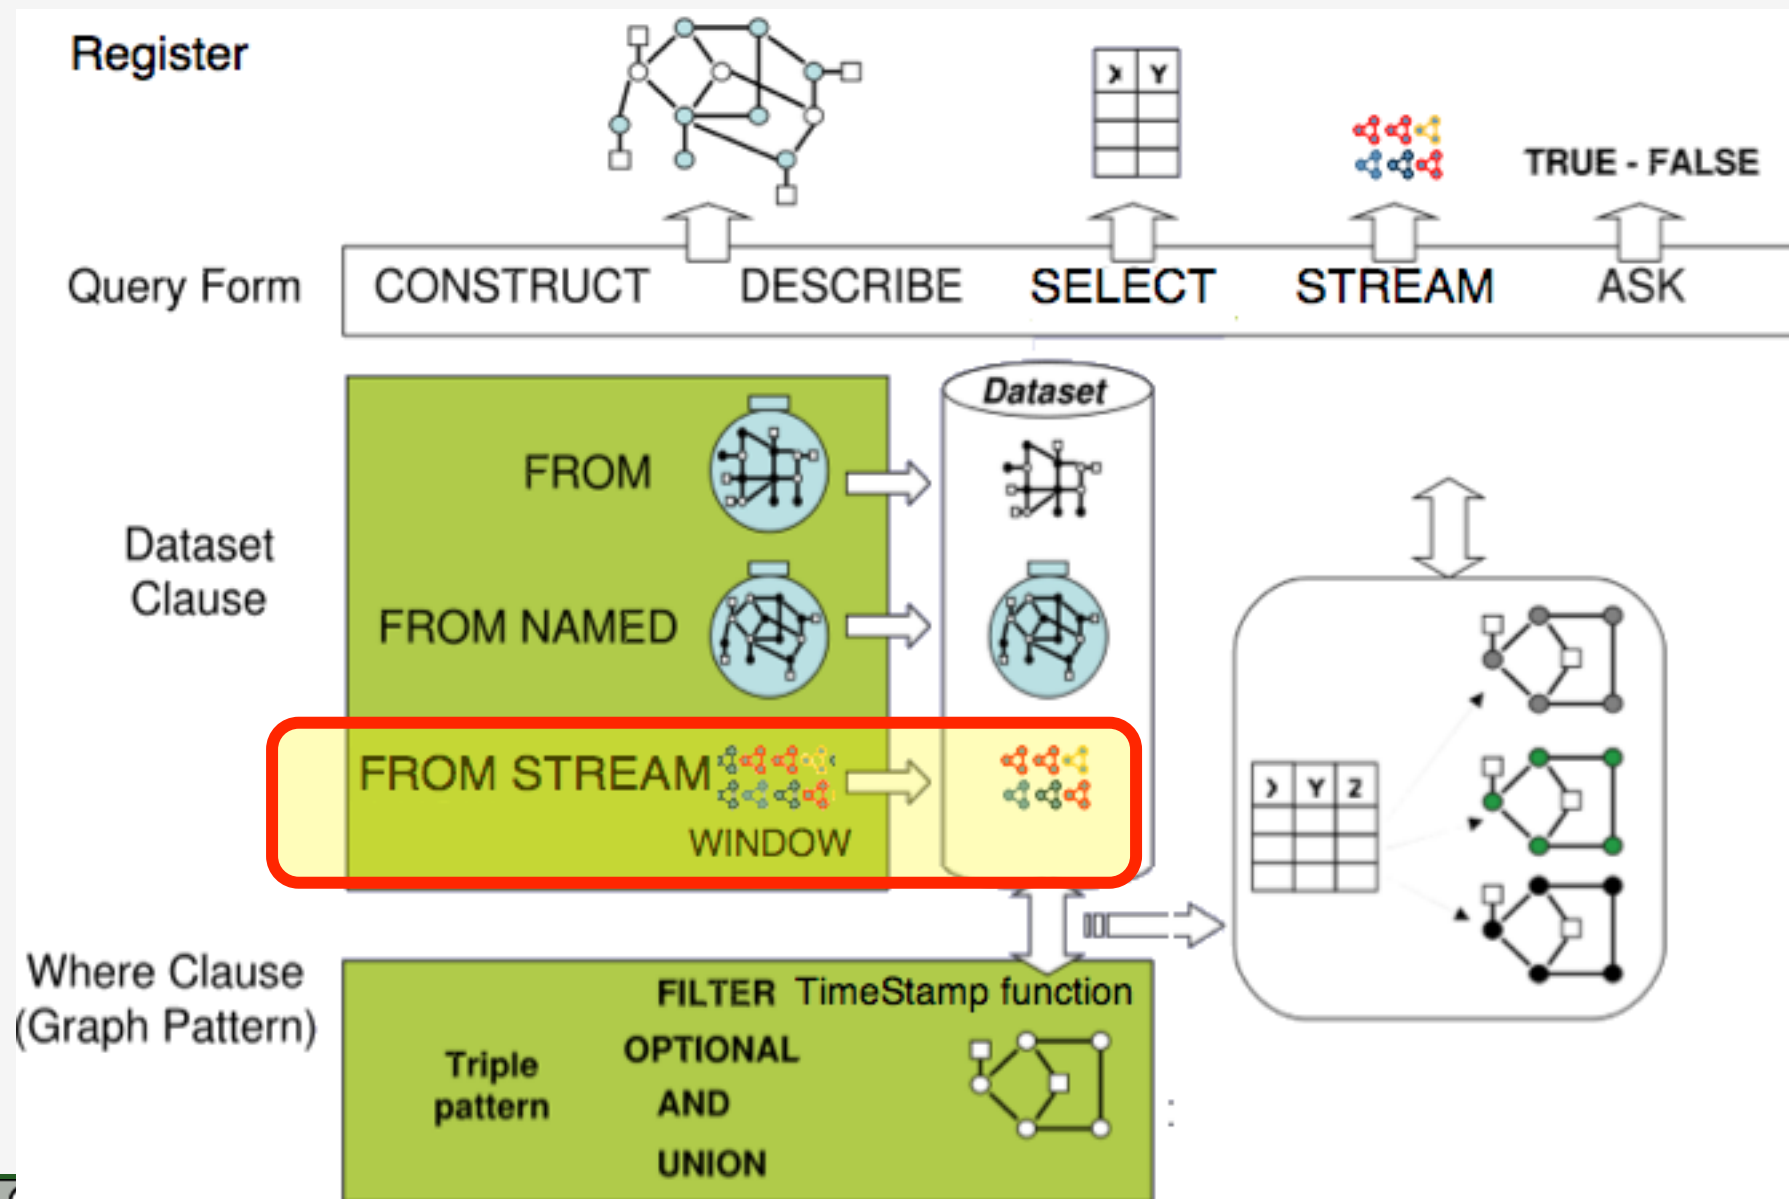 Register
X Y
TRUE - FALSE
Query Form
CONSTRUCT DESCRIBE SELECT STREAM ASK
Dataset
FROM
Dataset
Clause
FROM NAMED
FROM STREAM
WINDOW
Y Z
Where Clause
(Graph Pattern)
FILTER TimeStamp function
OPTIONAL
Triple
pattern
AND
UNION
: